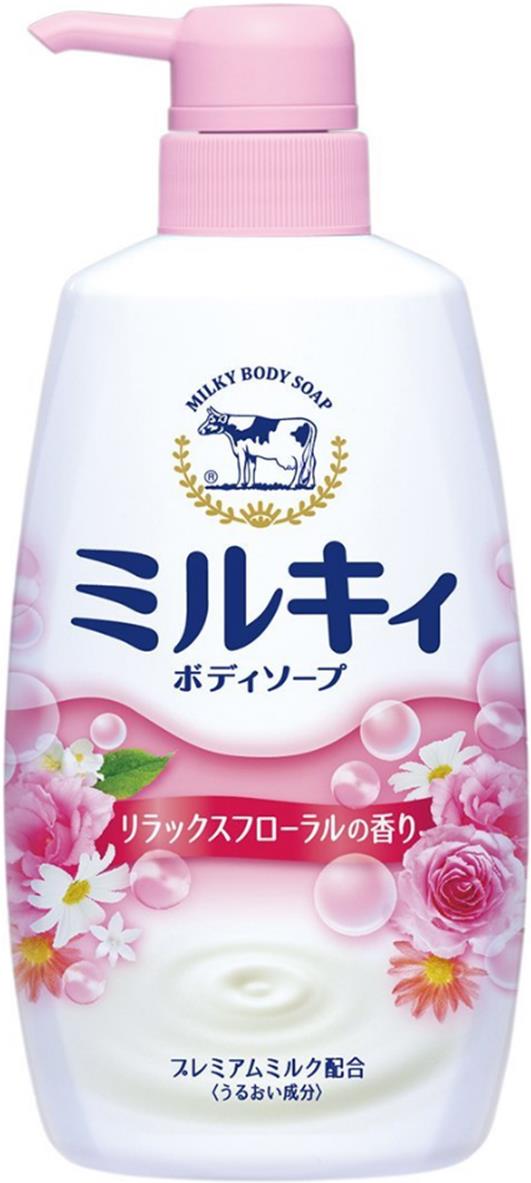 MILKY BODY SOAP
®
ミルキィ
ボディソープ
リラックスフローラルの香り
プレミアムミルク配合
〈うるおい成分〉